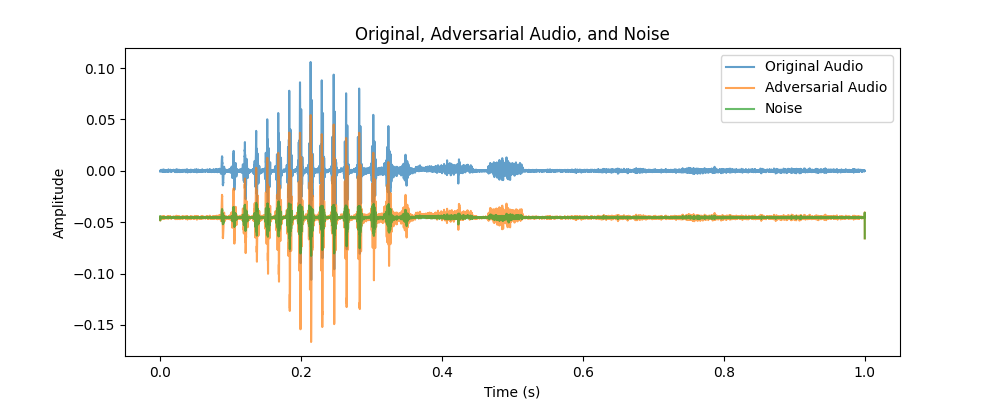 Original, Adversarial Audio, and Noise
Original Audio
Adversarial Audio
Noise
0.10
0.05
0.00
−0.05
−0.10
−0.15
Amplitude
0.0 0.2 0.4 0.6 0.8 1.0
Time (s)